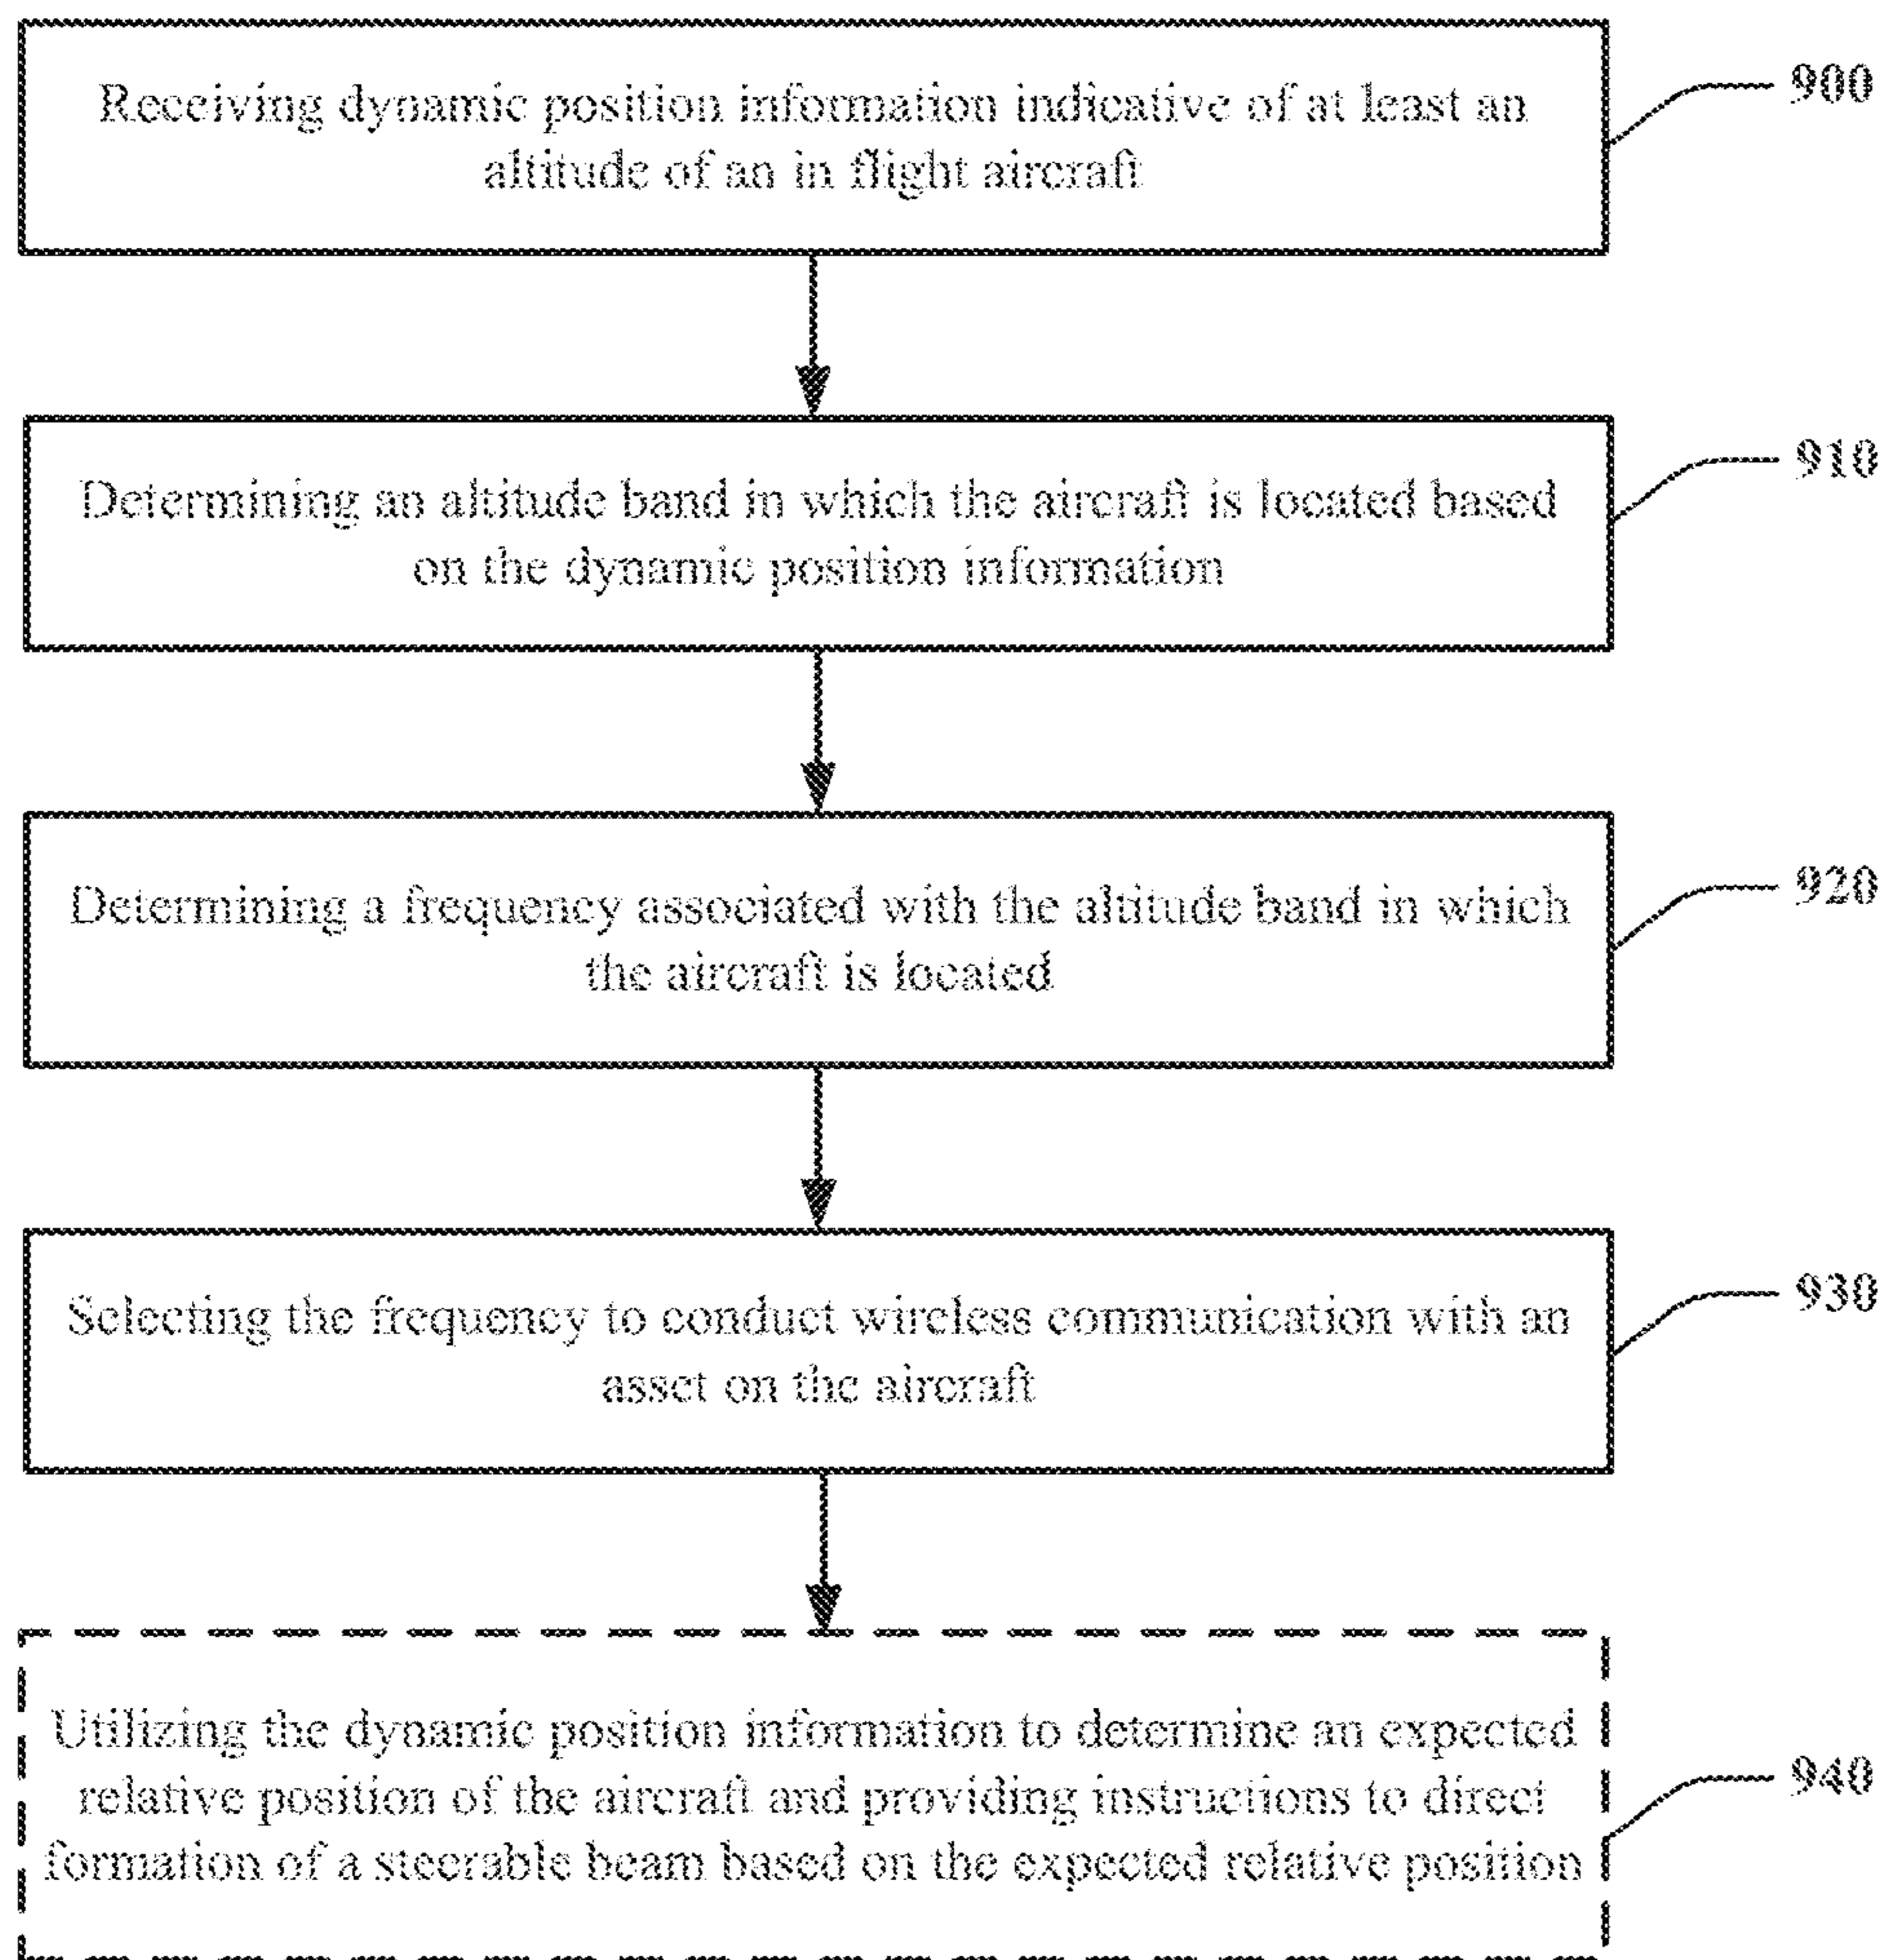 Receiving dynamic position information indicative of at least an
altitude of an in flight aircraft
900
Determining an altitude band in which the aircraft is located based
on the dynamic position information
910
Determining a frequency associated with the altitude band in which
the aircraft is located
920
Selecting the frequency to conduct wireless communication with an
asset on the aircraft
930
Utilizing the dynamic position information to determine an expected
relative position of the aircraft and providing instructions to direct
formation of a steerable beam based on the expected relative position
940